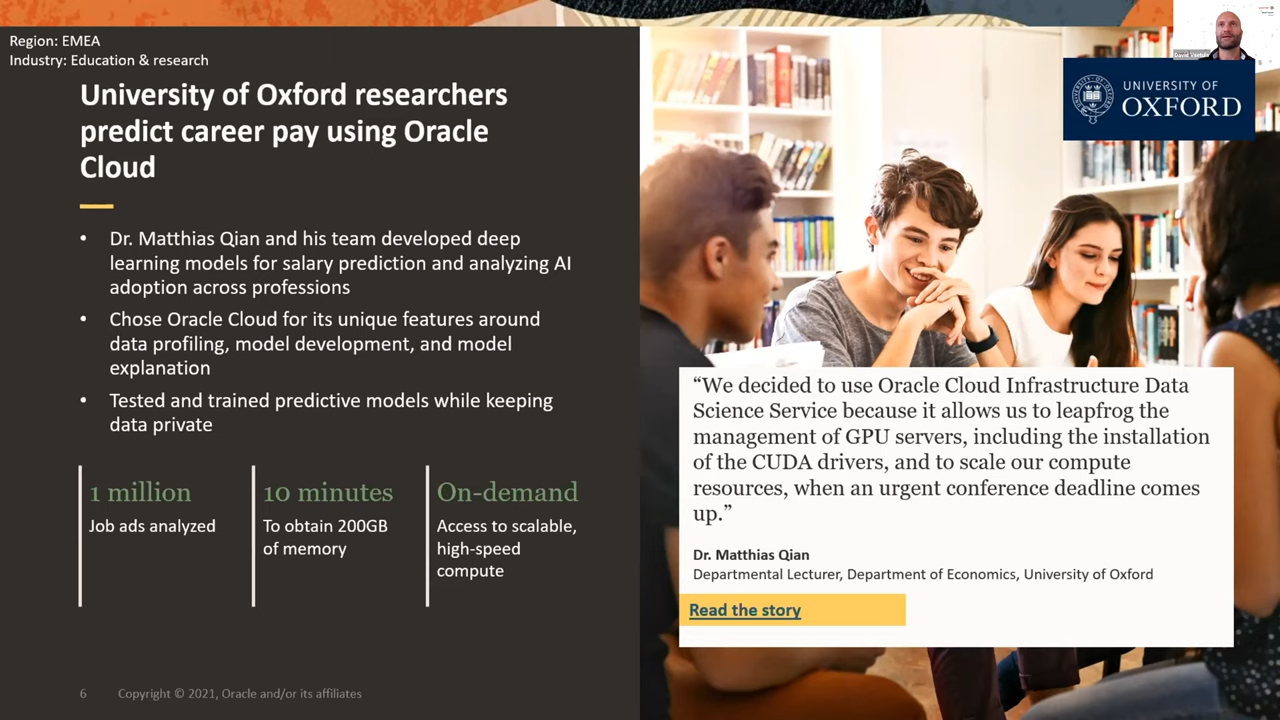 Region: EMEA
Industry: Education & research
University of Oxford researchers
predict career pay using Oracle
Cloud
• Dr. Matthias Qian and his team developed deep
learning models for salary prediction and analyzing AI
adoption across professions
• Chose Oracle Cloud for its unique features around
data profiling, model development, and model
explanation
• Tested and trained predictive models while keeping
data private
1 million
Job ads analyzed
10 minutes
To obtain 200GB
of memory
On-demand
Access to scalable,
high-speed
compute
6 Copyright © 2021, Oracle and/or its affiliates
UNIVERSITY OF
OXFORD
“We decided to use Oracle Cloud Infrastructure Data
Science Service because it allows us to leapfrog the
management of GPU servers, including the installation
of the CUDA drivers, and to scale our compute
resources, when an urgent conference deadline comes
up.”
Dr. Matthias Qian
Departmental Lecturer, Department of Economics, University of Oxford
Read the story